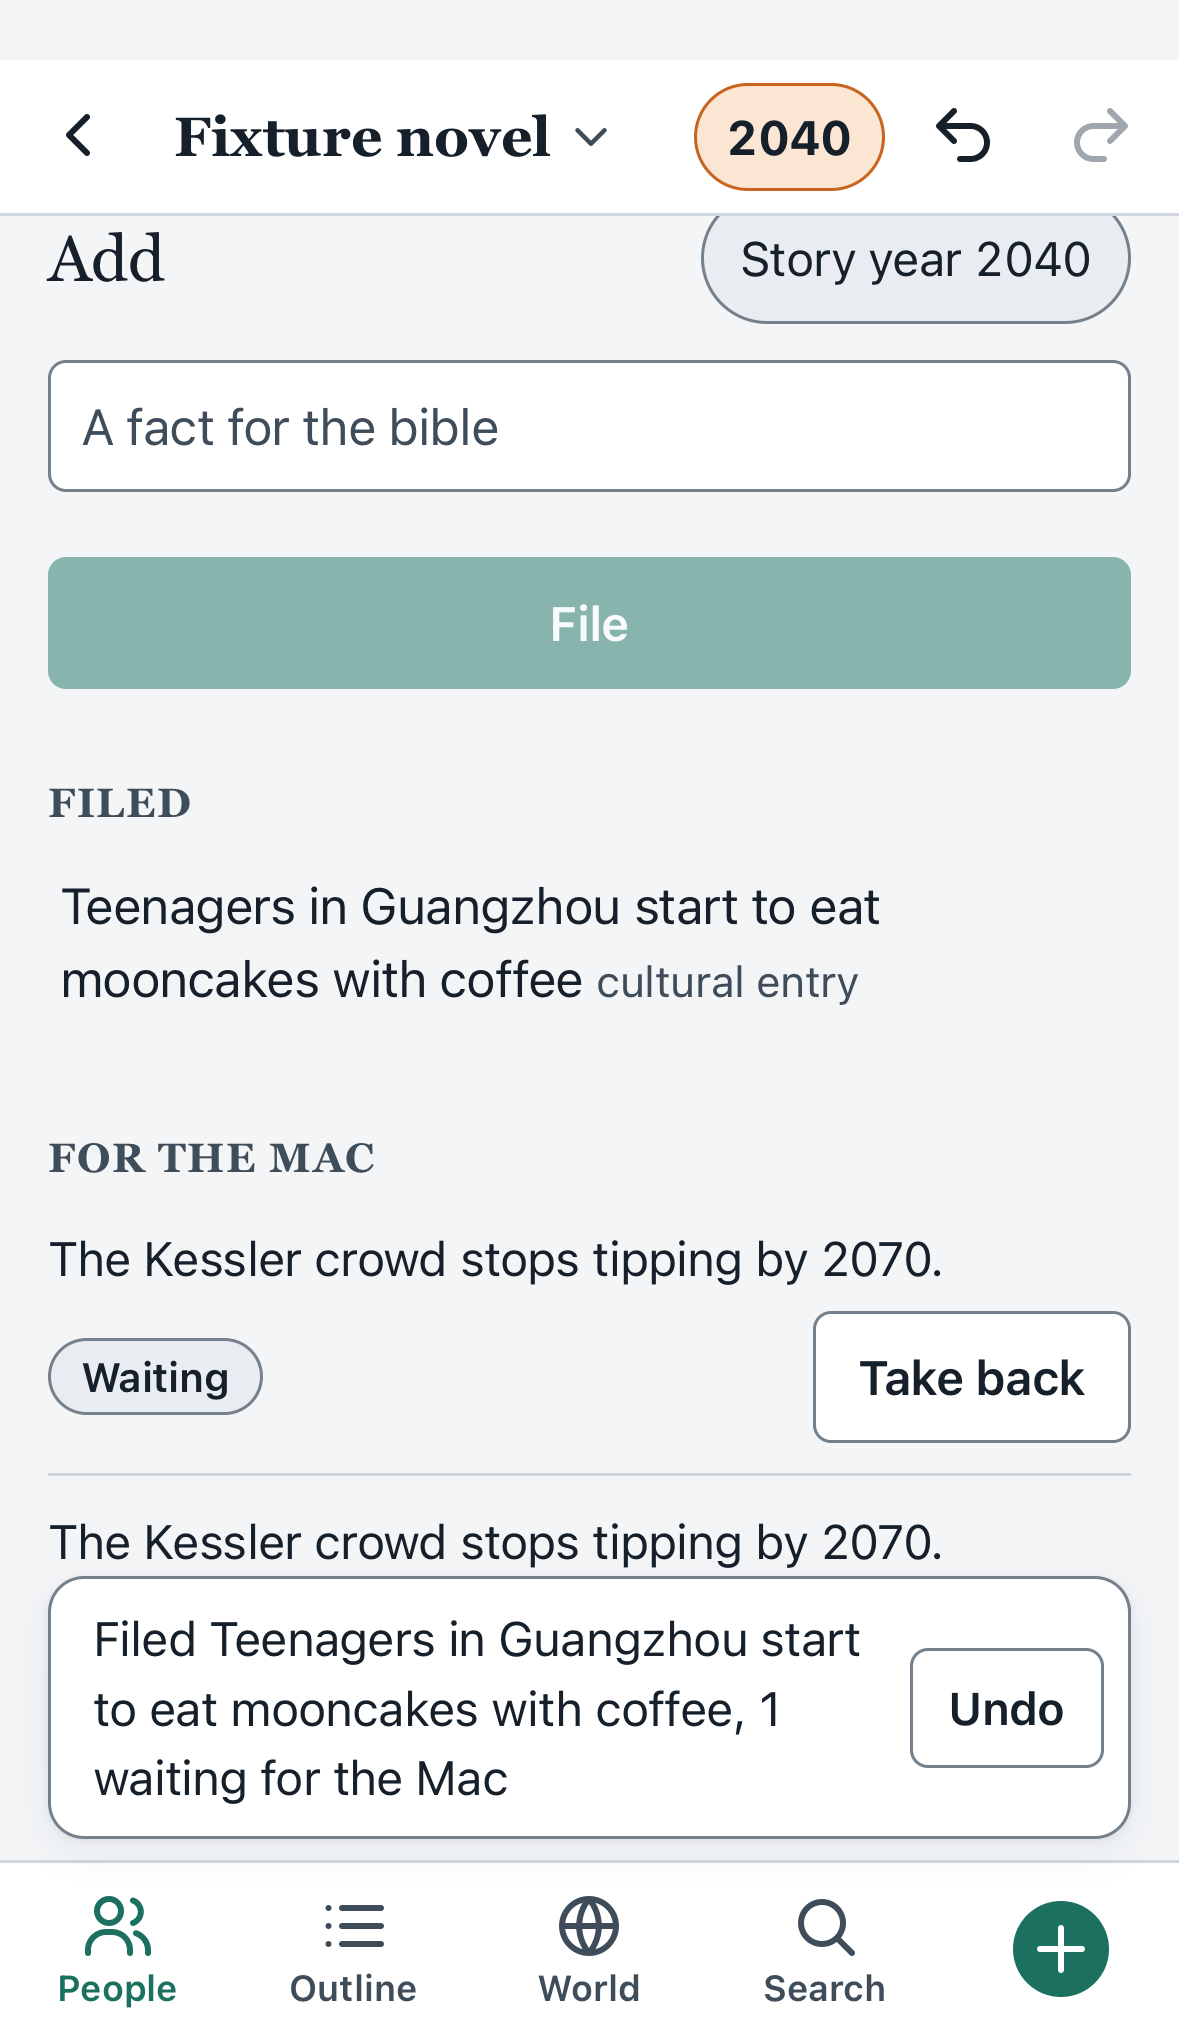 Fixture novel
2040
Add
Story year 2040
A fact for the bible
File
FILED
Teenagers in Guangzhou start to eat
mooncakes with coffee cultural entry
FOR THE MAC
The Kessler crowd stops tipping by 2070.
Waiting
Take back
The Kessler crowd stops tipping by 2070.
Filed Teenagers in Guangzhou start
to eat mooncakes with coffee, 1
waiting for the Mac
Undo
People
Outline
World
Search